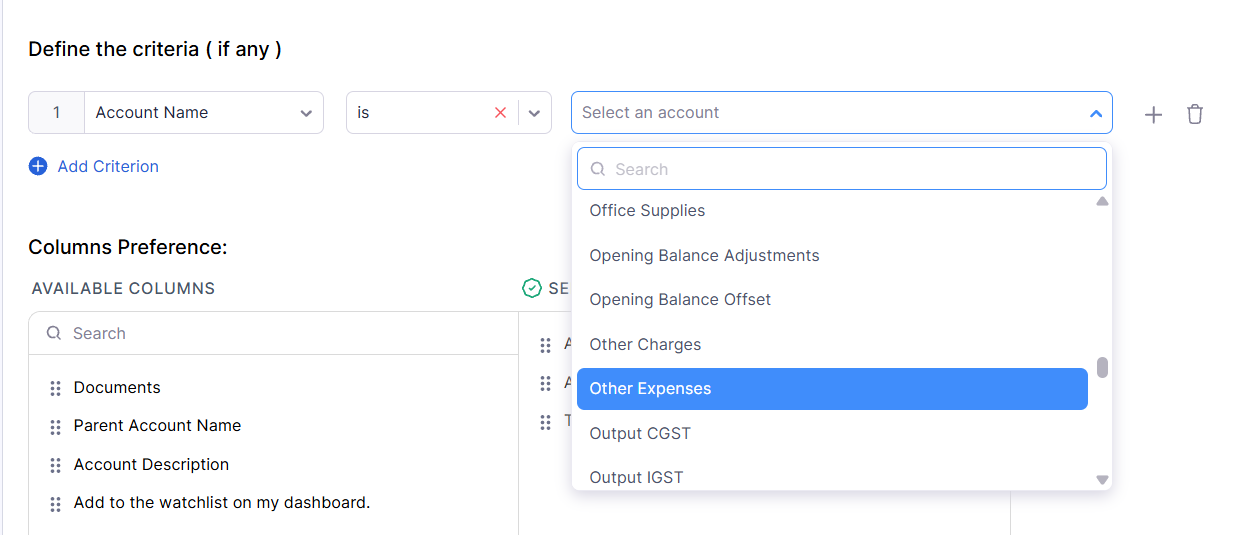 Define the criteria ( if any )
1 Account Name is Select an account
Add Criterion
Search
Office Supplies
Opening Balance Adjustments
Opening Balance Offset
Other Charges
Other Expenses
Output CGST
Output IGST
Columns Preference:
AVAILABLE COLUMNS
Search
Documents
Parent Account Name
Account Description
Add to the watchlist on my dashboard.